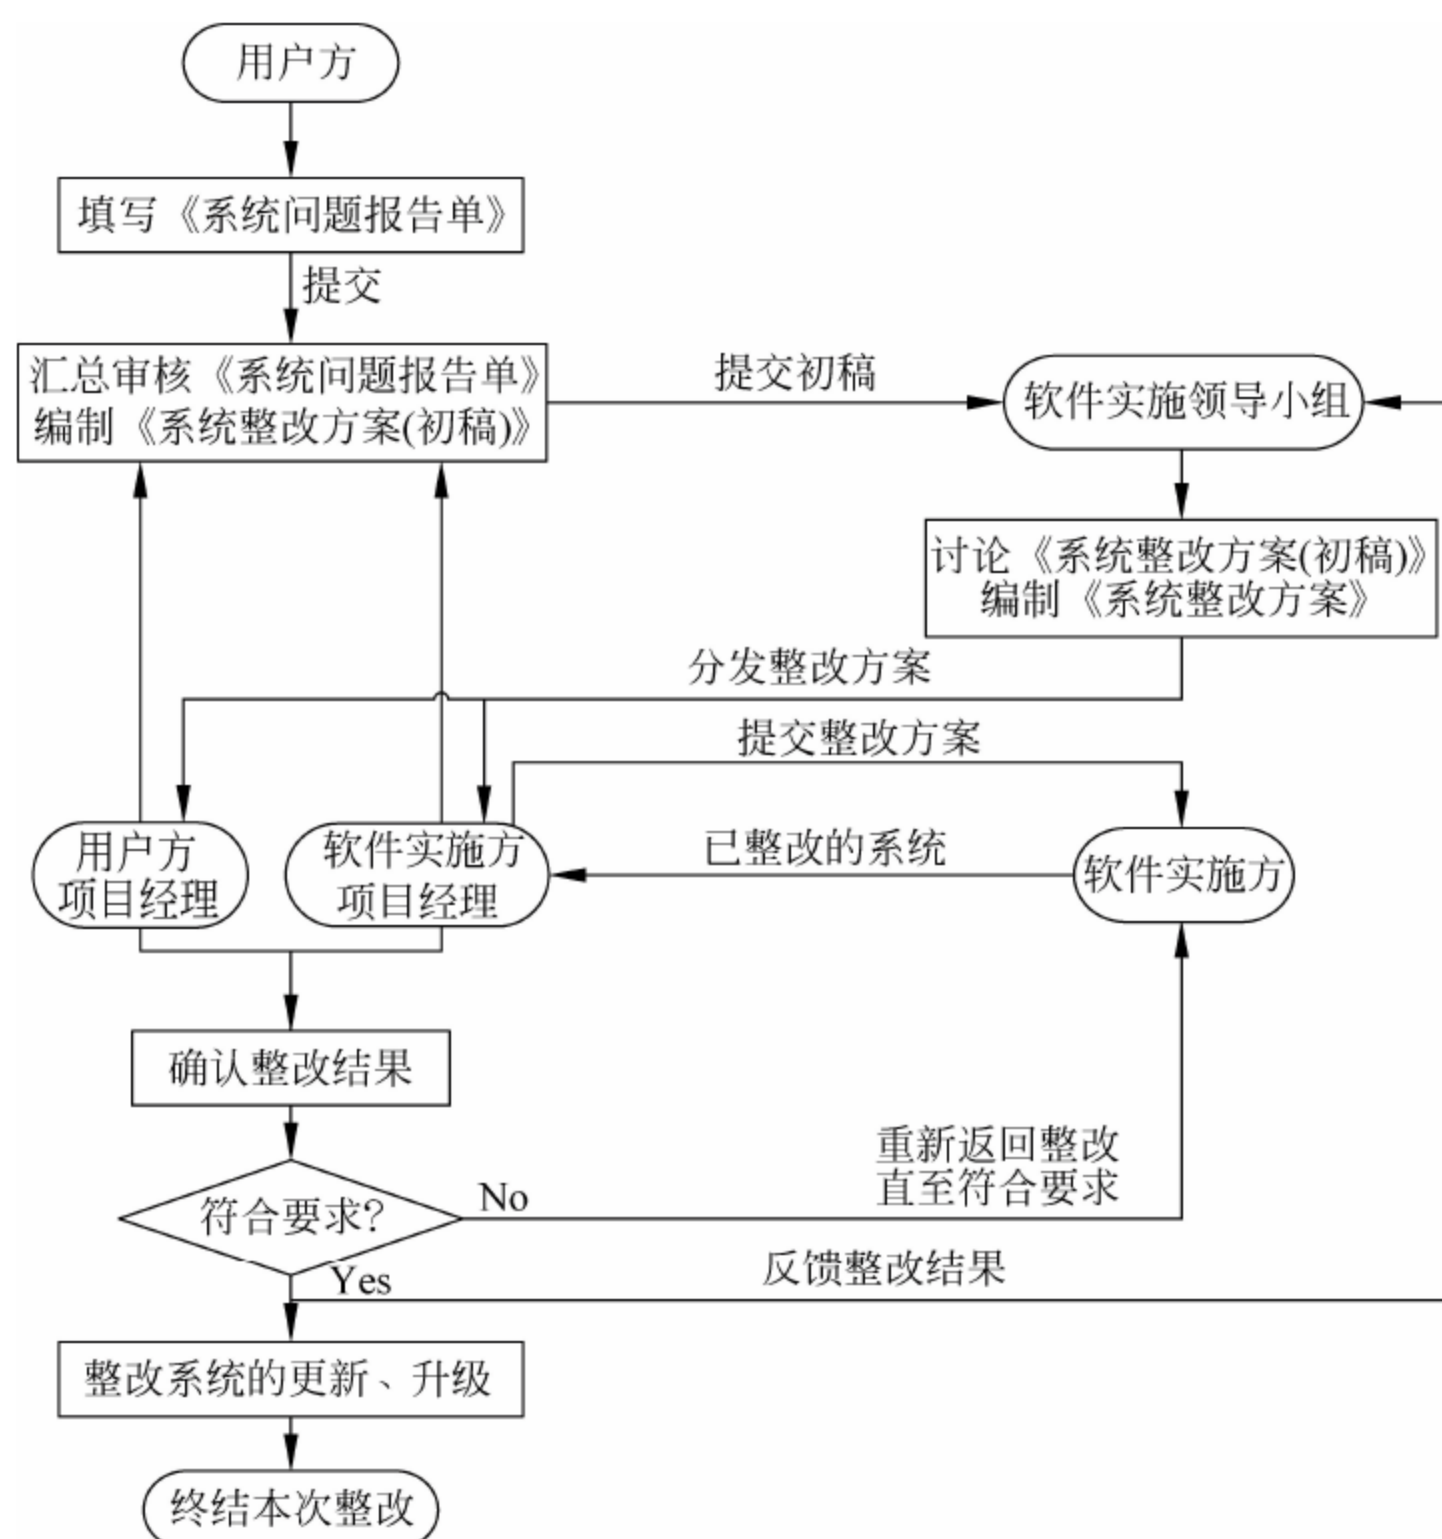 用户方
填写《系统问题报告单》
提交
汇总审核《系统问题报告单》
编制《系统整改方案(初稿)》
提交初稿
软件实施领导小组
讨论《系统整改方案(初稿)》
编制《系统整改方案》
分发整改方案
提交整改方案
用户方
项目经理
软件实施方
项目经理
已整改的系统
软件实施方
确认整改结果
重新返回整改
直至符合要求
符合要求?
No
Yes
反馈整改结果
整改系统的更新、升级
终结本次整改